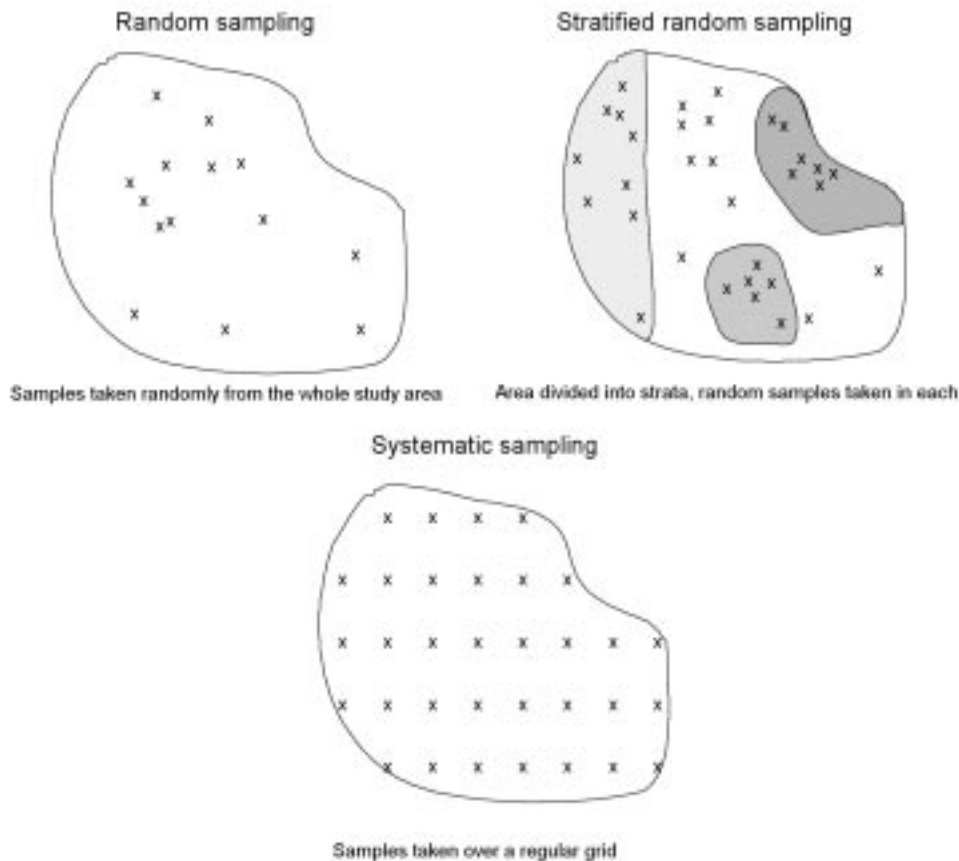 Random sampling
Stratified random sampling
Samples taken randomly from the whole study area
Area divided into strata, random samples taken in each
Systematic sampling
Samples taken over a regular grid